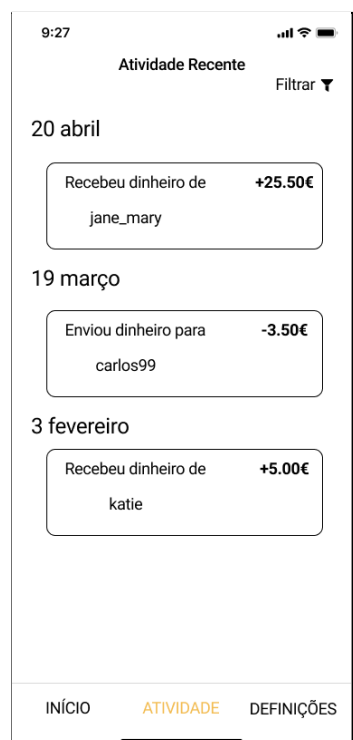 9:27
Atividade Recente
Filtrar
20 abril
Recebeu dinheiro de +25.50€
jane_mary
19 março
Enviou dinheiro para -3.50€
carlos99
3 fevereiro
Recebeu dinheiro de +5.00€
katie
INÍCIO ATIVIDADE DEFINIÇÕES